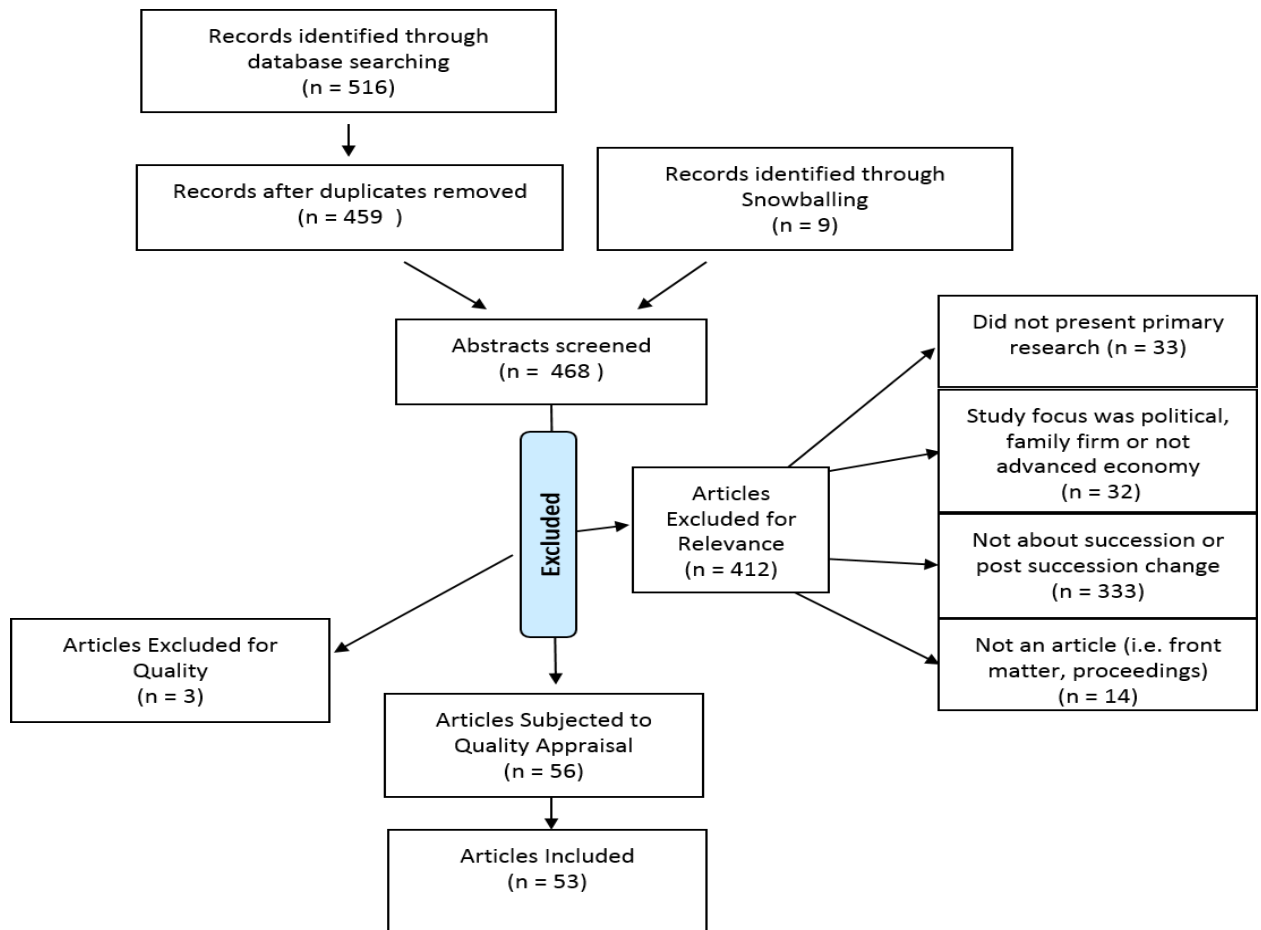 Records identified through
database searching
(n = 516)
Records after duplicates removed
(n = 459  )
Records identified through
Snowballing
(n = 9)
Abstracts screened
(n =  468 )
Excluded
Articles
Excluded for
Relevance
(n = 412)
Did not present primary
research (n = 33)
Study focus was political,
family firm or not
advanced economy
(n = 32)
Not about succession or
post succession change
(n = 333)
Not an article (i.e. front
matter, proceedings)
(n = 14)
Articles Excluded for
Quality
(n = 3)
Articles Subjected to
Quality Appraisal
(n = 56)
Articles Included
(n = 53)